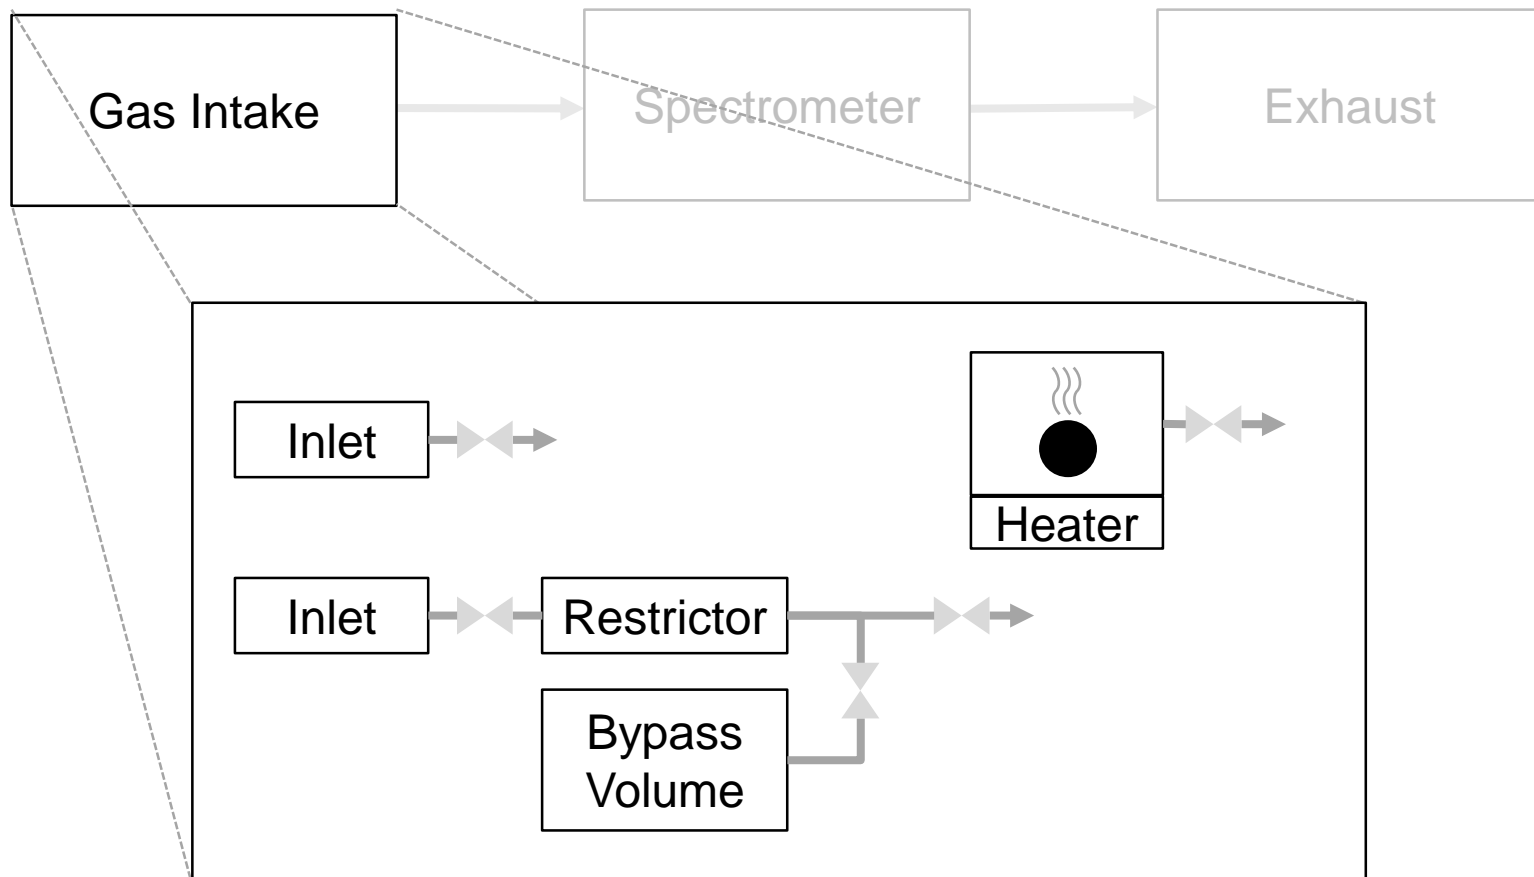 Gas Intake
Spectrometer
Exhaust
Inlet
Heater
Inlet
Restrictor
Bypass
Volume